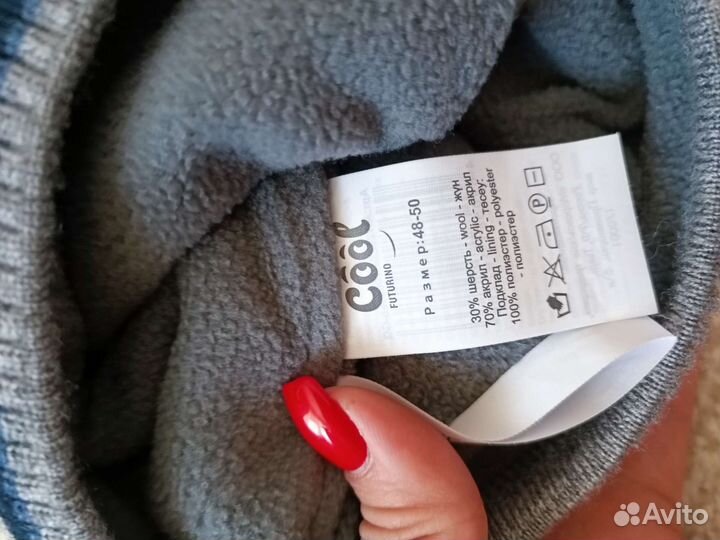 Cool
FUTURINO
Размер:48-50
30% шерсть - wool - жүн
70% акрил - acrylic - акрил
Подклад - lining - төсеу:
100% полиэстер - polyester
- полиэстер
Avito